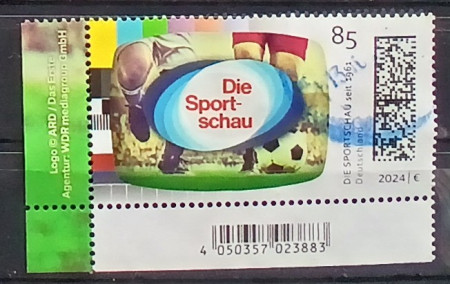 Logo © ARD / Das Erste
Agentur: WDR mediagroup GmbH
Die
Sport-
schau
85
DIE SPORTSCHAU seit 1961
Deutschland
2024 | €
4 050357 023883